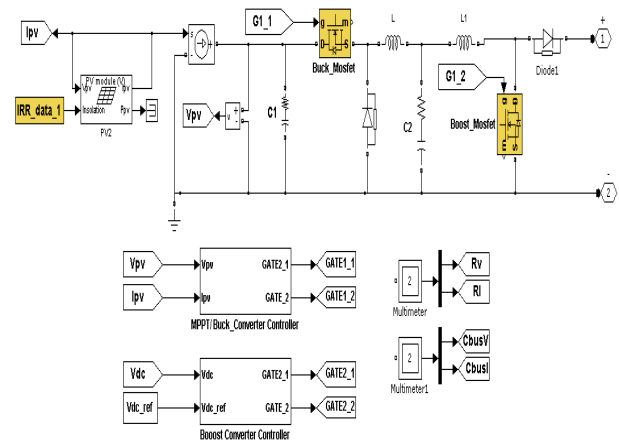 Ipv
s
-
+
G1_1
g
m
D
S
Buck_Mosfet
L
L1
+
1
Diode1
G1_2
PV module (V)
Vpv
Ipv
Insolation
Ppv
PV2
IRR_data_1
Vpv
v
+
-
C1
C2
Boost_Mosfet
g
D
m
S
-
2
Vpv
Ipv
Vpv
Ipv
GATE2_1
GATE_2
GATE1_1
GATE1_2
MPPT/Buck_Converter Controller
2
Multimeter
Rv
RI
Vdc
Vdc_ref
Vdc
Vdc_ref
GATE2_1
GATE_2
GATE2_1
GATE2_2
Booost Converter Controller
2
Multimeter1
CbusV
CbusI